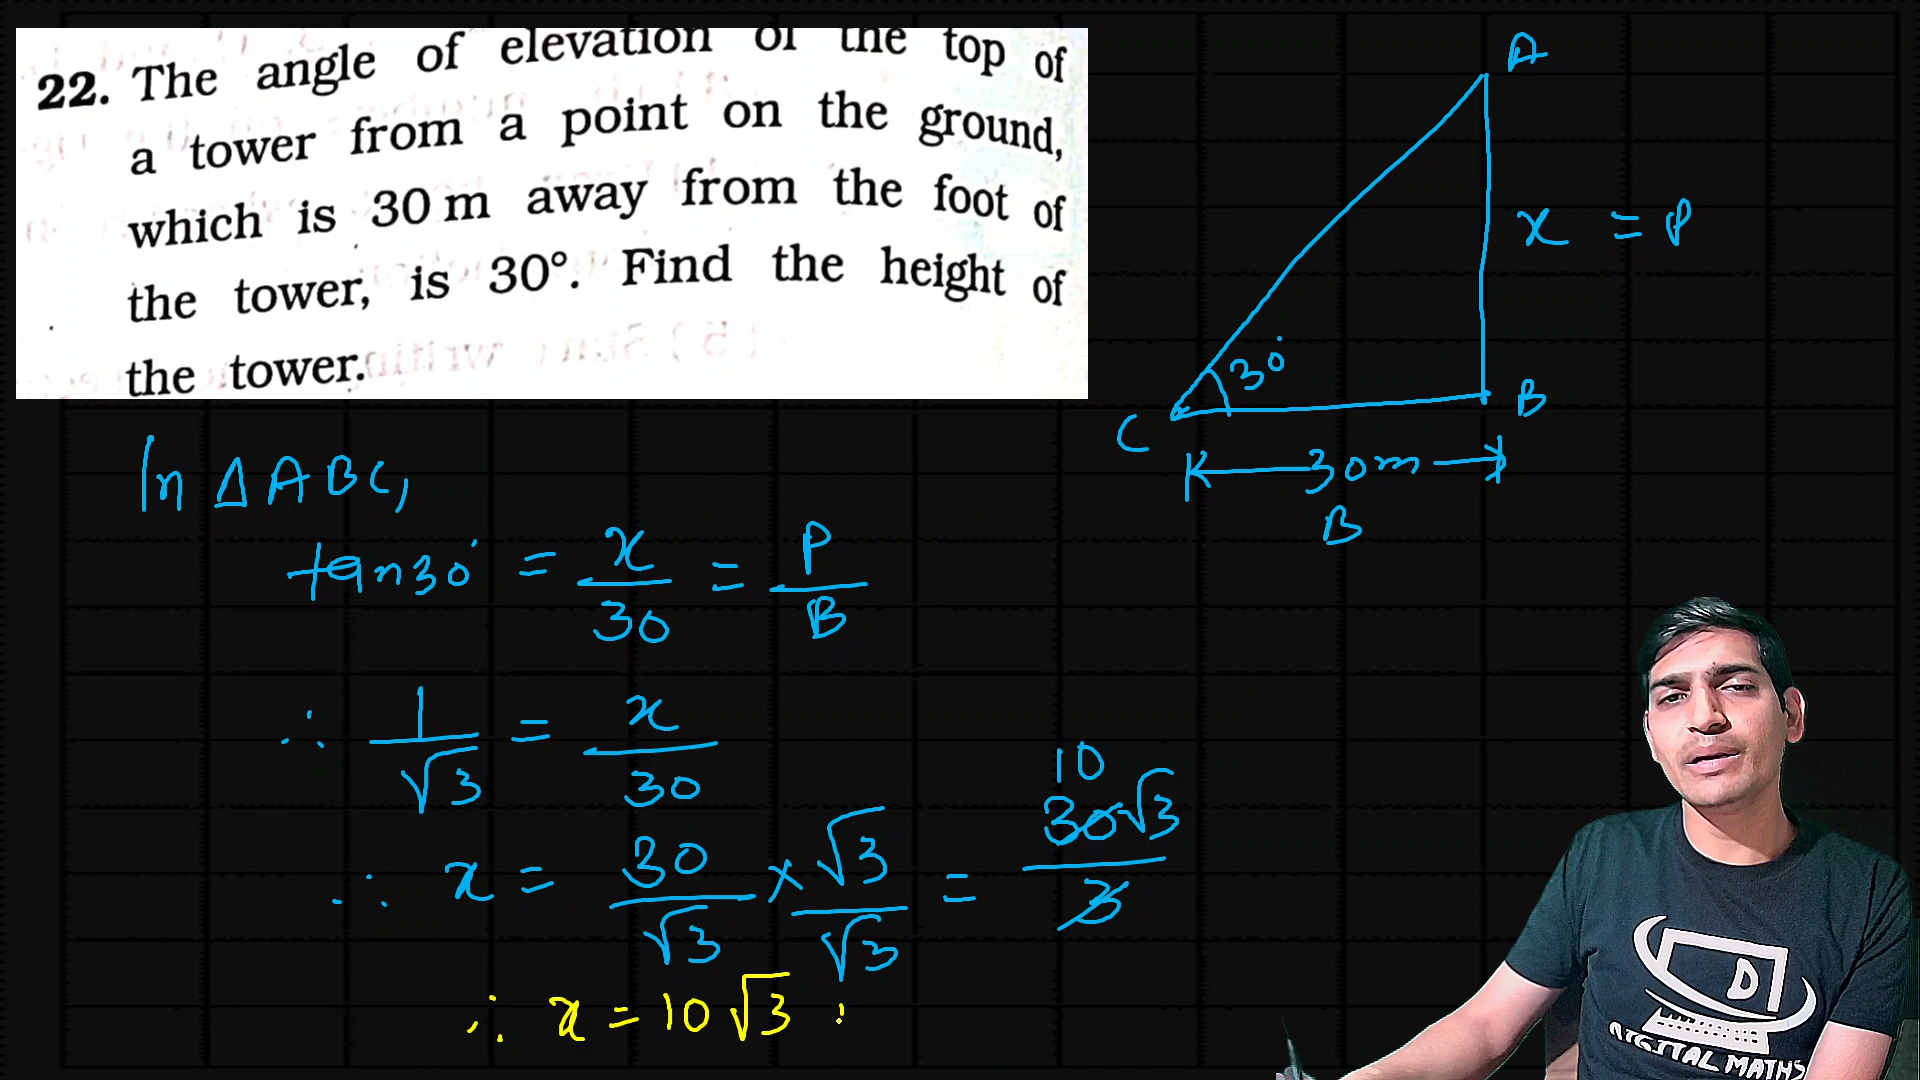 22. The angle of elevation of the top of
a tower from a point on the ground,
which is 30 m away from the foot of
the tower, is 30°. Find the height of
the tower.
A
x = P
30°
C
B
30m
B
In ΔABC,
tan30° = x/30 = P/B
∴ 1/√3 = x/30
∴ x = 30/√3 × √3/√3 = 30√3/3
10
∴ x = 10√3
D
DIGITAL MATHS